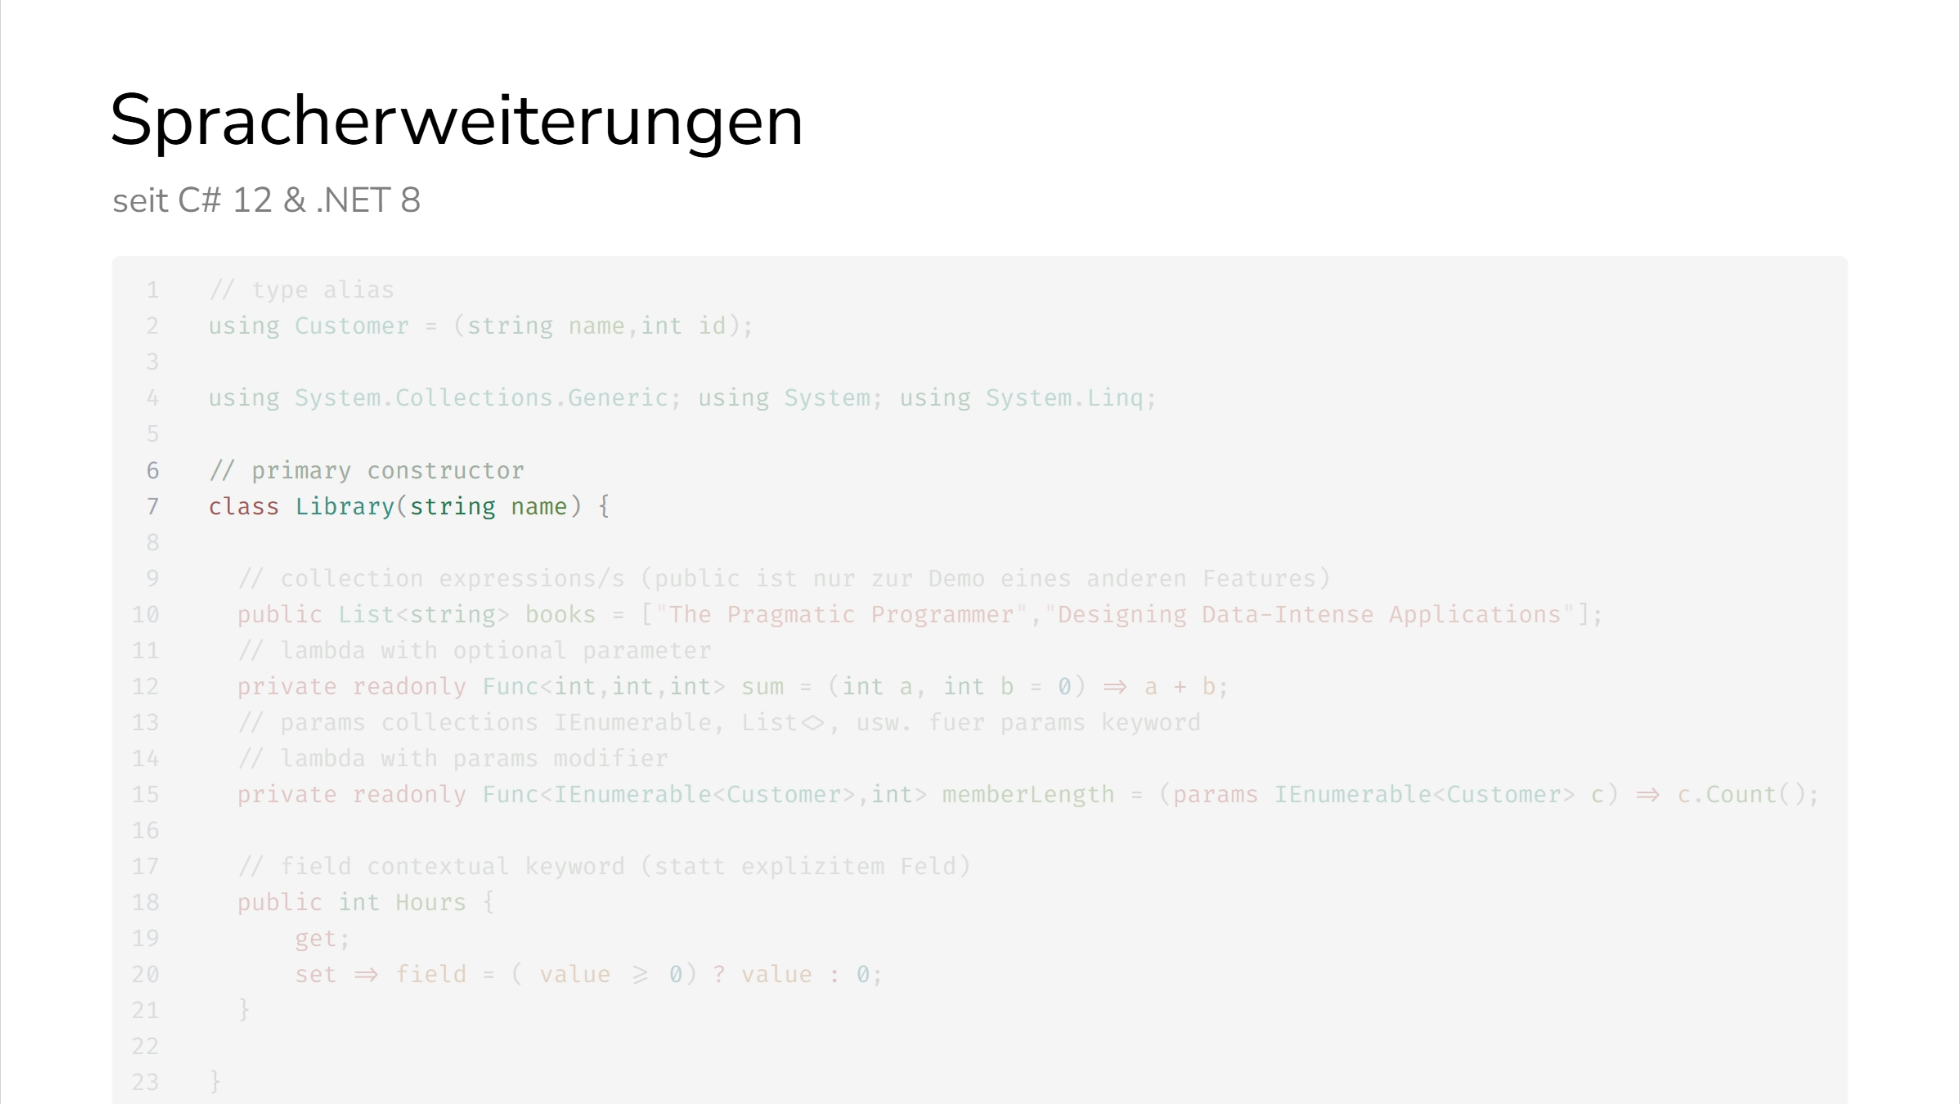 Spracherweiterungen
seit C# 12 & .NET 8
1 // type alias
2 using Customer = (string name,int id);
3
4 using System.Collections.Generic; using System; using System.Linq;
5
6 // primary constructor
7 class Library(string name) {
8
9 // collection expressions/s (public ist nur zur Demo eines anderen Features)
10 public List<string> books = ["The Pragmatic Programmer","Designing Data-Intense Applications"];
11 // lambda with optional parameter
12 private readonly Func<int,int,int> sum = (int a, int b = 0) => a + b;
13 // params collections IEnumerable, List<>, usw. fuer params keyword
14 // lambda with params modifier
15 private readonly Func<IEnumerable<Customer>,int> memberLength = (params IEnumerable<Customer> c) => c.Count();
16
17 // field contextual keyword (statt explizitem Feld)
18 public int Hours {
19 get;
20 set => field = ( value >= 0) ? value : 0;
21 }
22
23 }